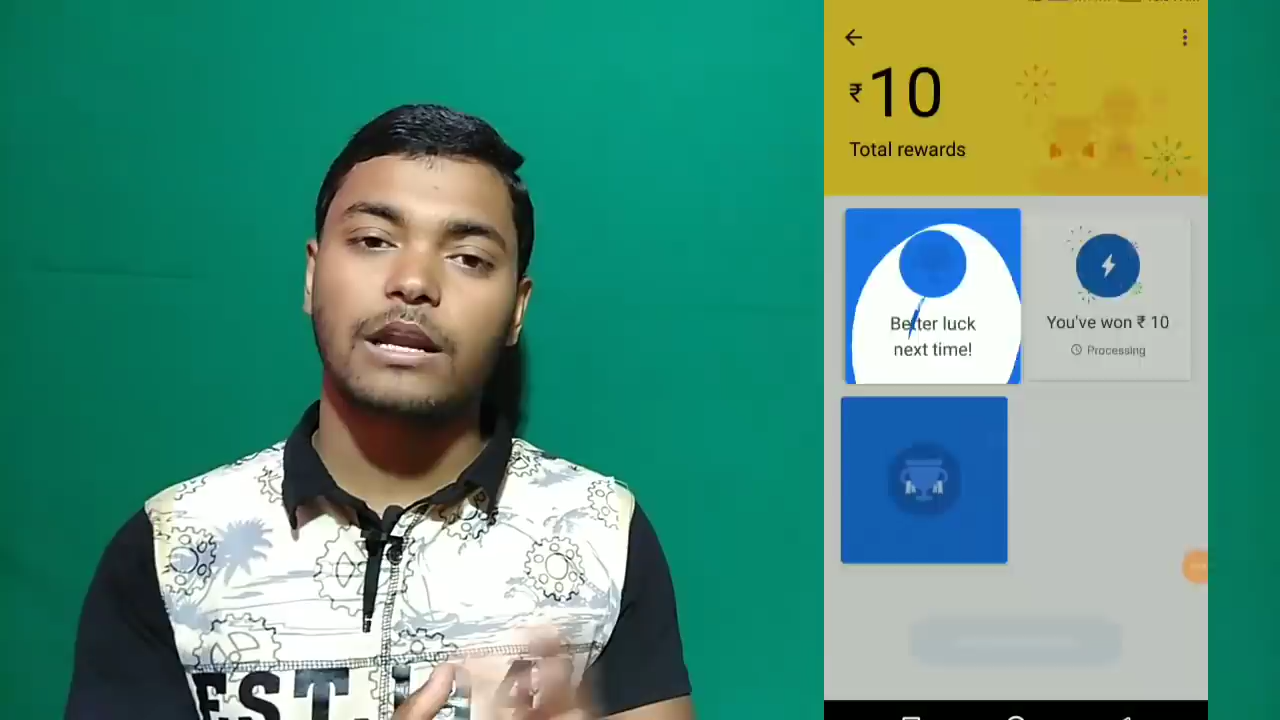 ₹10
Total rewards
Better luck
next time!
You've won ₹ 10
Processing
EST.